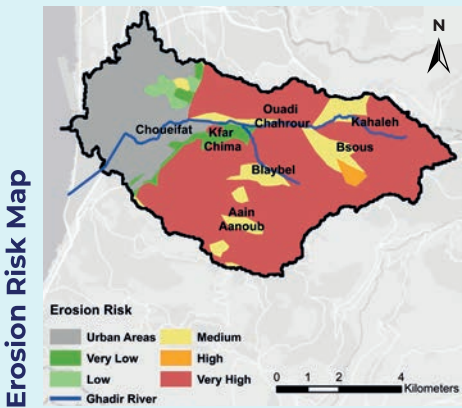 Erosion Risk Map
N
Ouadi
Chahrour
Kahaleh
Choueifat
Kfar
Chima
Bsous
Blaybel
Aain
Aanoub
Erosion Risk
Urban Areas
Medium
Very Low
High
Low
Very High
Ghadir River
0 1 2 4
Kilometers